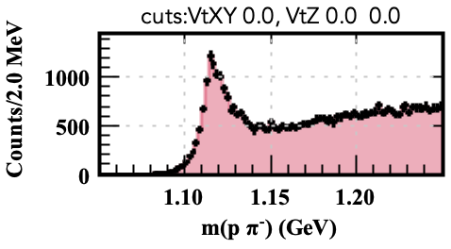 cuts:VtXY 0.0, VtZ 0.0 0.0
Counts/2.0 MeV
1000
500
0
1.10 1.15 1.20
m(p π⁻) (GeV)